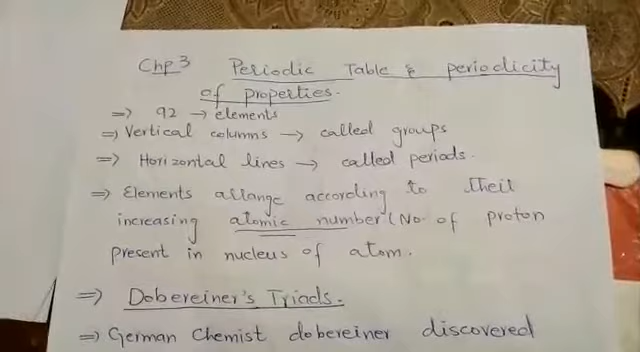 Chp 3 Periodic Table & periodicity
of properties.
⇒ 92 → elements
⇒ Vertical columns → called groups
⇒ Horizontal lines → called periods.
⇒ Elements arrange according to their
increasing atomic number (No. of proton
present in nucleus of atom.
⇒ Dobereiner's Triads.
⇒ German Chemist dobereiner discovered